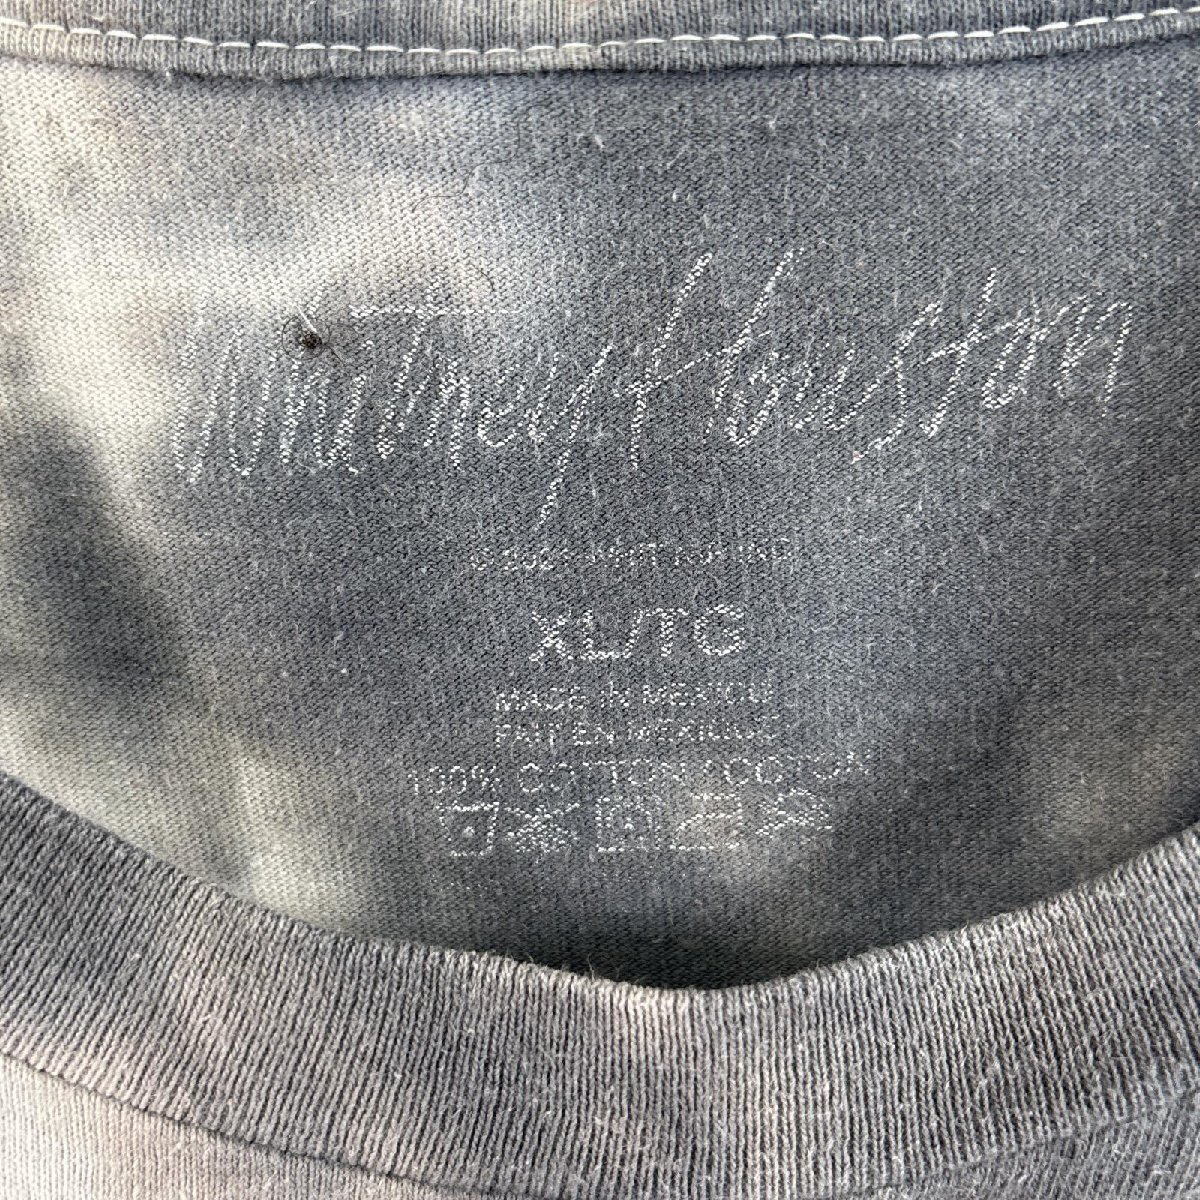 Whitney Houston
XL/TG
MADE IN MEXICO
FAIT EN MEXIQUE
100% COTTON / COTON